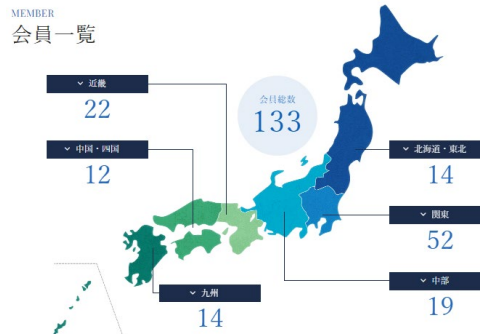 MEMBER
会員一覧
近畿
22
中国・四国
12
会員総数
133
北海道・東北
14
関東
52
中部
19
九州
14